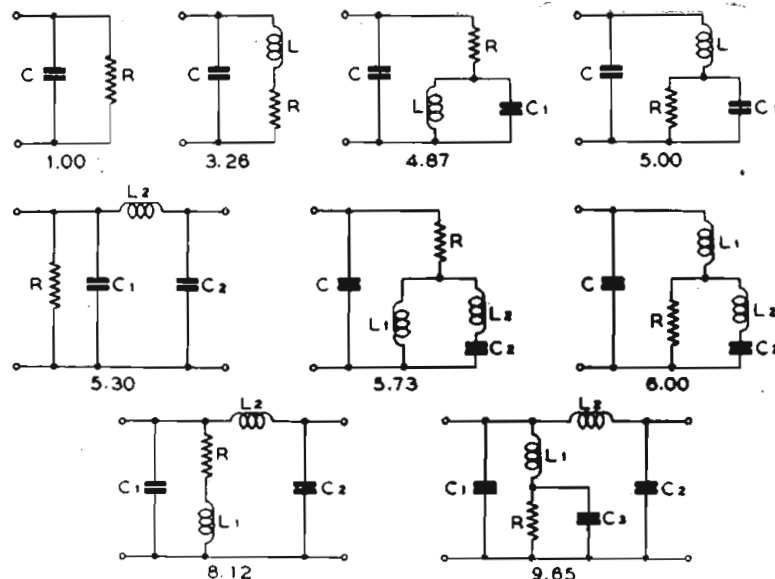 C R L C R R C L C1 L C R C1
1.00 3.26 4.87 5.00
L2
R C1 C2 C R L1 L2 C2 C L1 R L2 C2
5.30 5.73 6.00
L2 L2
C1 R L1 C2 C1 L1 R C3 C2
8.12 9.65